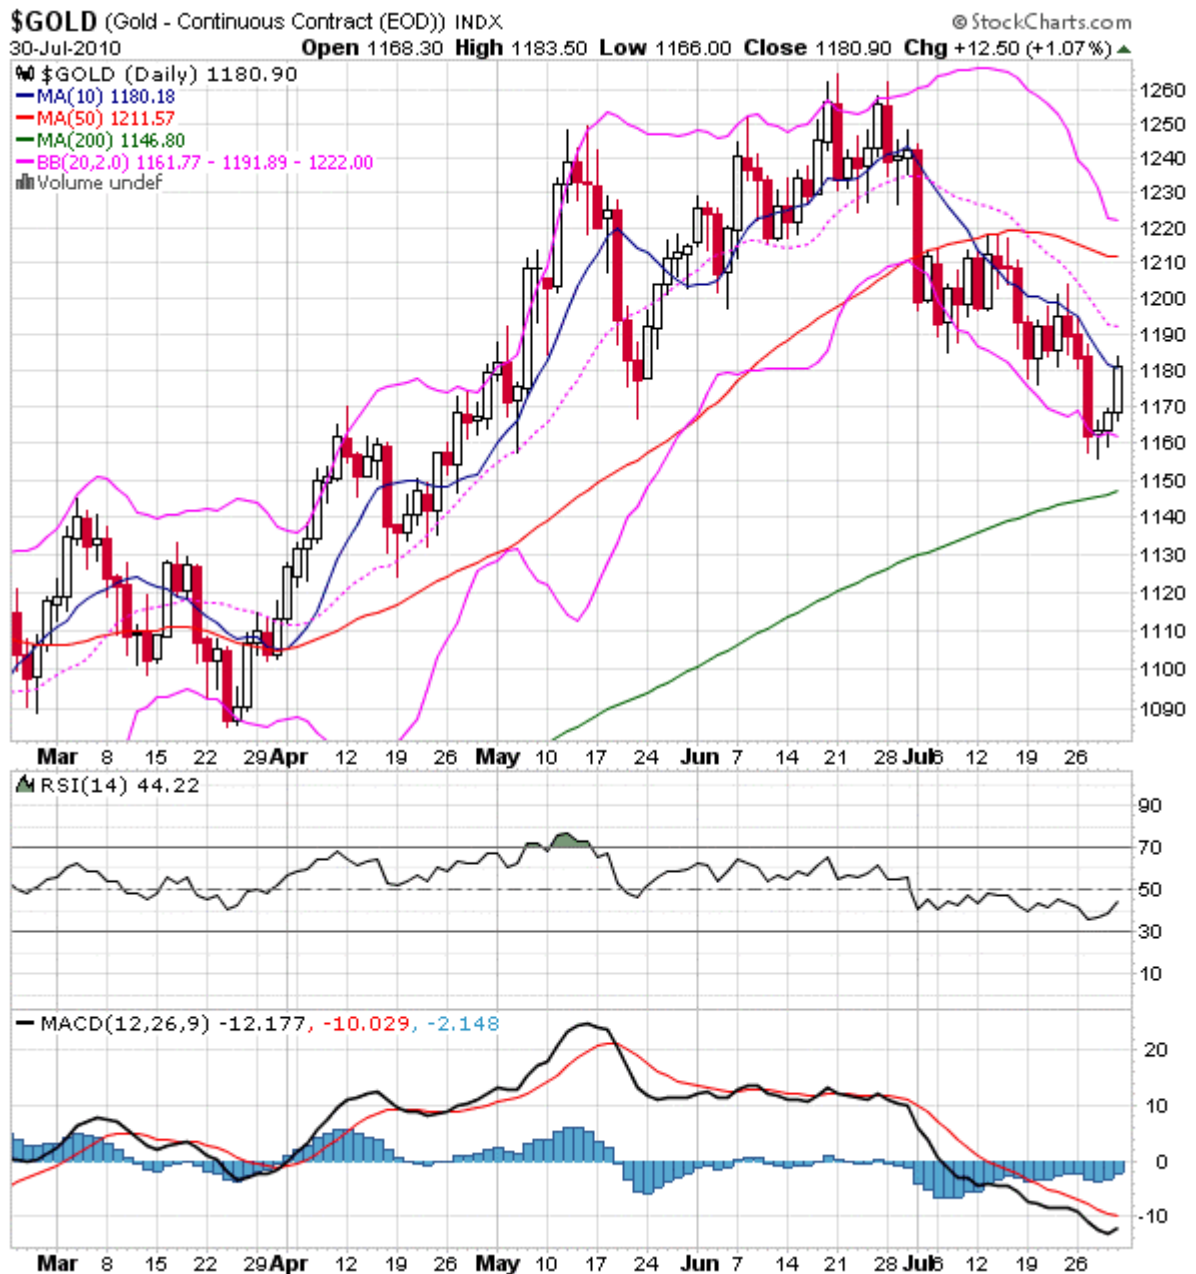 $GOLD (Gold - Continuous Contract (EOD)) INDX © StockCharts.com
30-Jul-2010 Open 1168.30 High 1183.50 Low 1166.00 Close 1180.90 Chg +12.50 (+1.07%)
$GOLD (Daily) 1180.90
MA(10) 1180.18
MA(50) 1211.57
MA(200) 1146.80
BB(20,2.0) 1161.77 - 1191.89 - 1222.00
Volume undef
1260
1250
1240
1230
1220
1210
1200
1190
1180
1170
1160
1150
1140
1130
1120
1110
1100
1090
Mar 8 15 22 29 Apr 12 19 26 May 10 17 24 Jun 7 14 21 28 Jul 6 12 19 26
RSI(14) 44.22
90
70
50
30
10
MACD(12,26,9) -12.177, -10.029, -2.148
20
10
0
-10
Mar 8 15 22 29 Apr 12 19 26 May 10 17 24 Jun 7 14 21 28 Jul 6 12 19 26